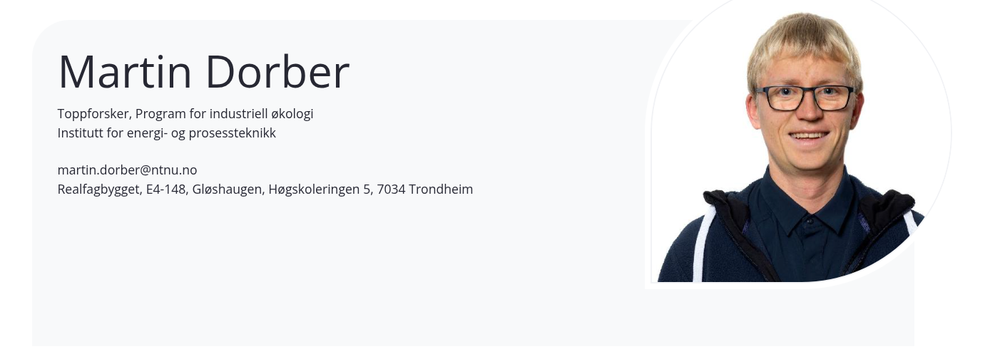 Martin Dorber
Toppforsker, Program for industriell økologi
Institutt for energi- og prosessteknikk
martin.dorber@ntnu.no
Realfagbygget, E4-148, Gløshaugen, Høgskoleringen 5, 7034 Trondheim